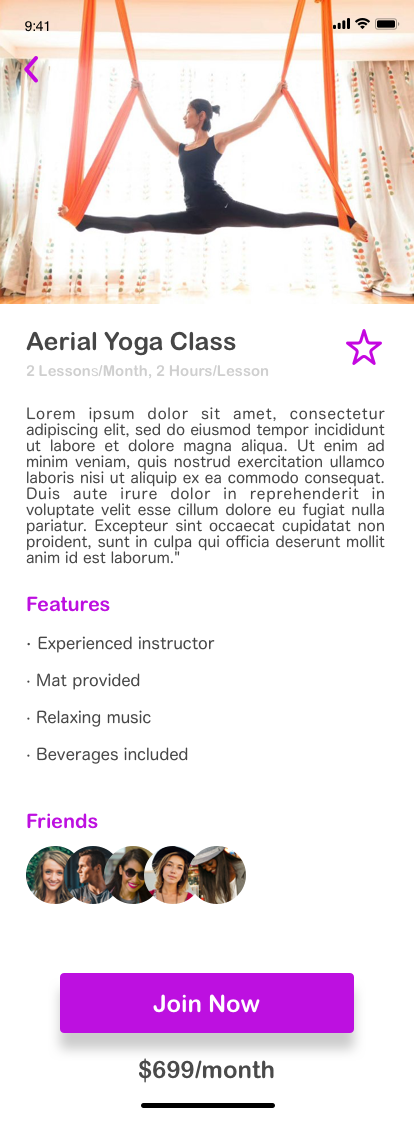 9:41
Aerial Yoga Class
2 Lessons/Month, 2 Hours/Lesson
Lorem ipsum dolor sit amet, consectetur
adipiscing elit, sed do eiusmod tempor incididunt
ut labore et dolore magna aliqua. Ut enim ad
minim veniam, quis nostrud exercitation ullamco
laboris nisi ut aliquip ex ea commodo consequat.
Duis aute irure dolor in reprehenderit in
voluptate velit esse cillum dolore eu fugiat nulla
pariatur. Excepteur sint occaecat cupidatat non
proident, sunt in culpa qui officia deserunt mollit
anim id est laborum."
Features
· Experienced instructor
· Mat provided
· Relaxing music
· Beverages included
Friends
Join Now
$699/month